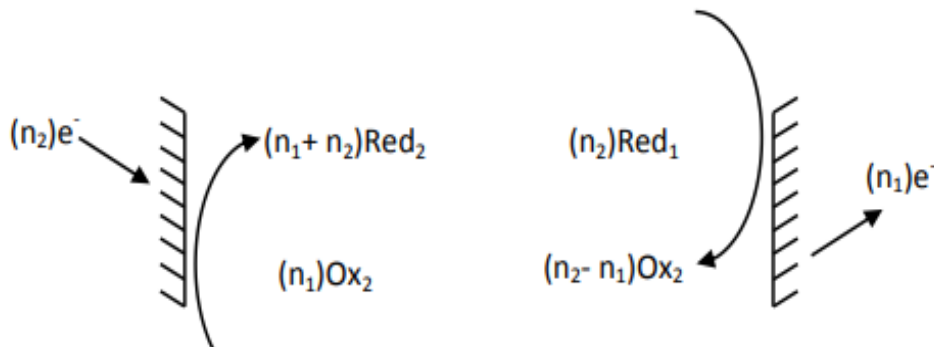 (n₂)e⁻
(n₁+ n₂)Red₂
(n₁)Ox₂
(n₂)Red₁
(n₂- n₁)Ox₂
(n₁)e⁻